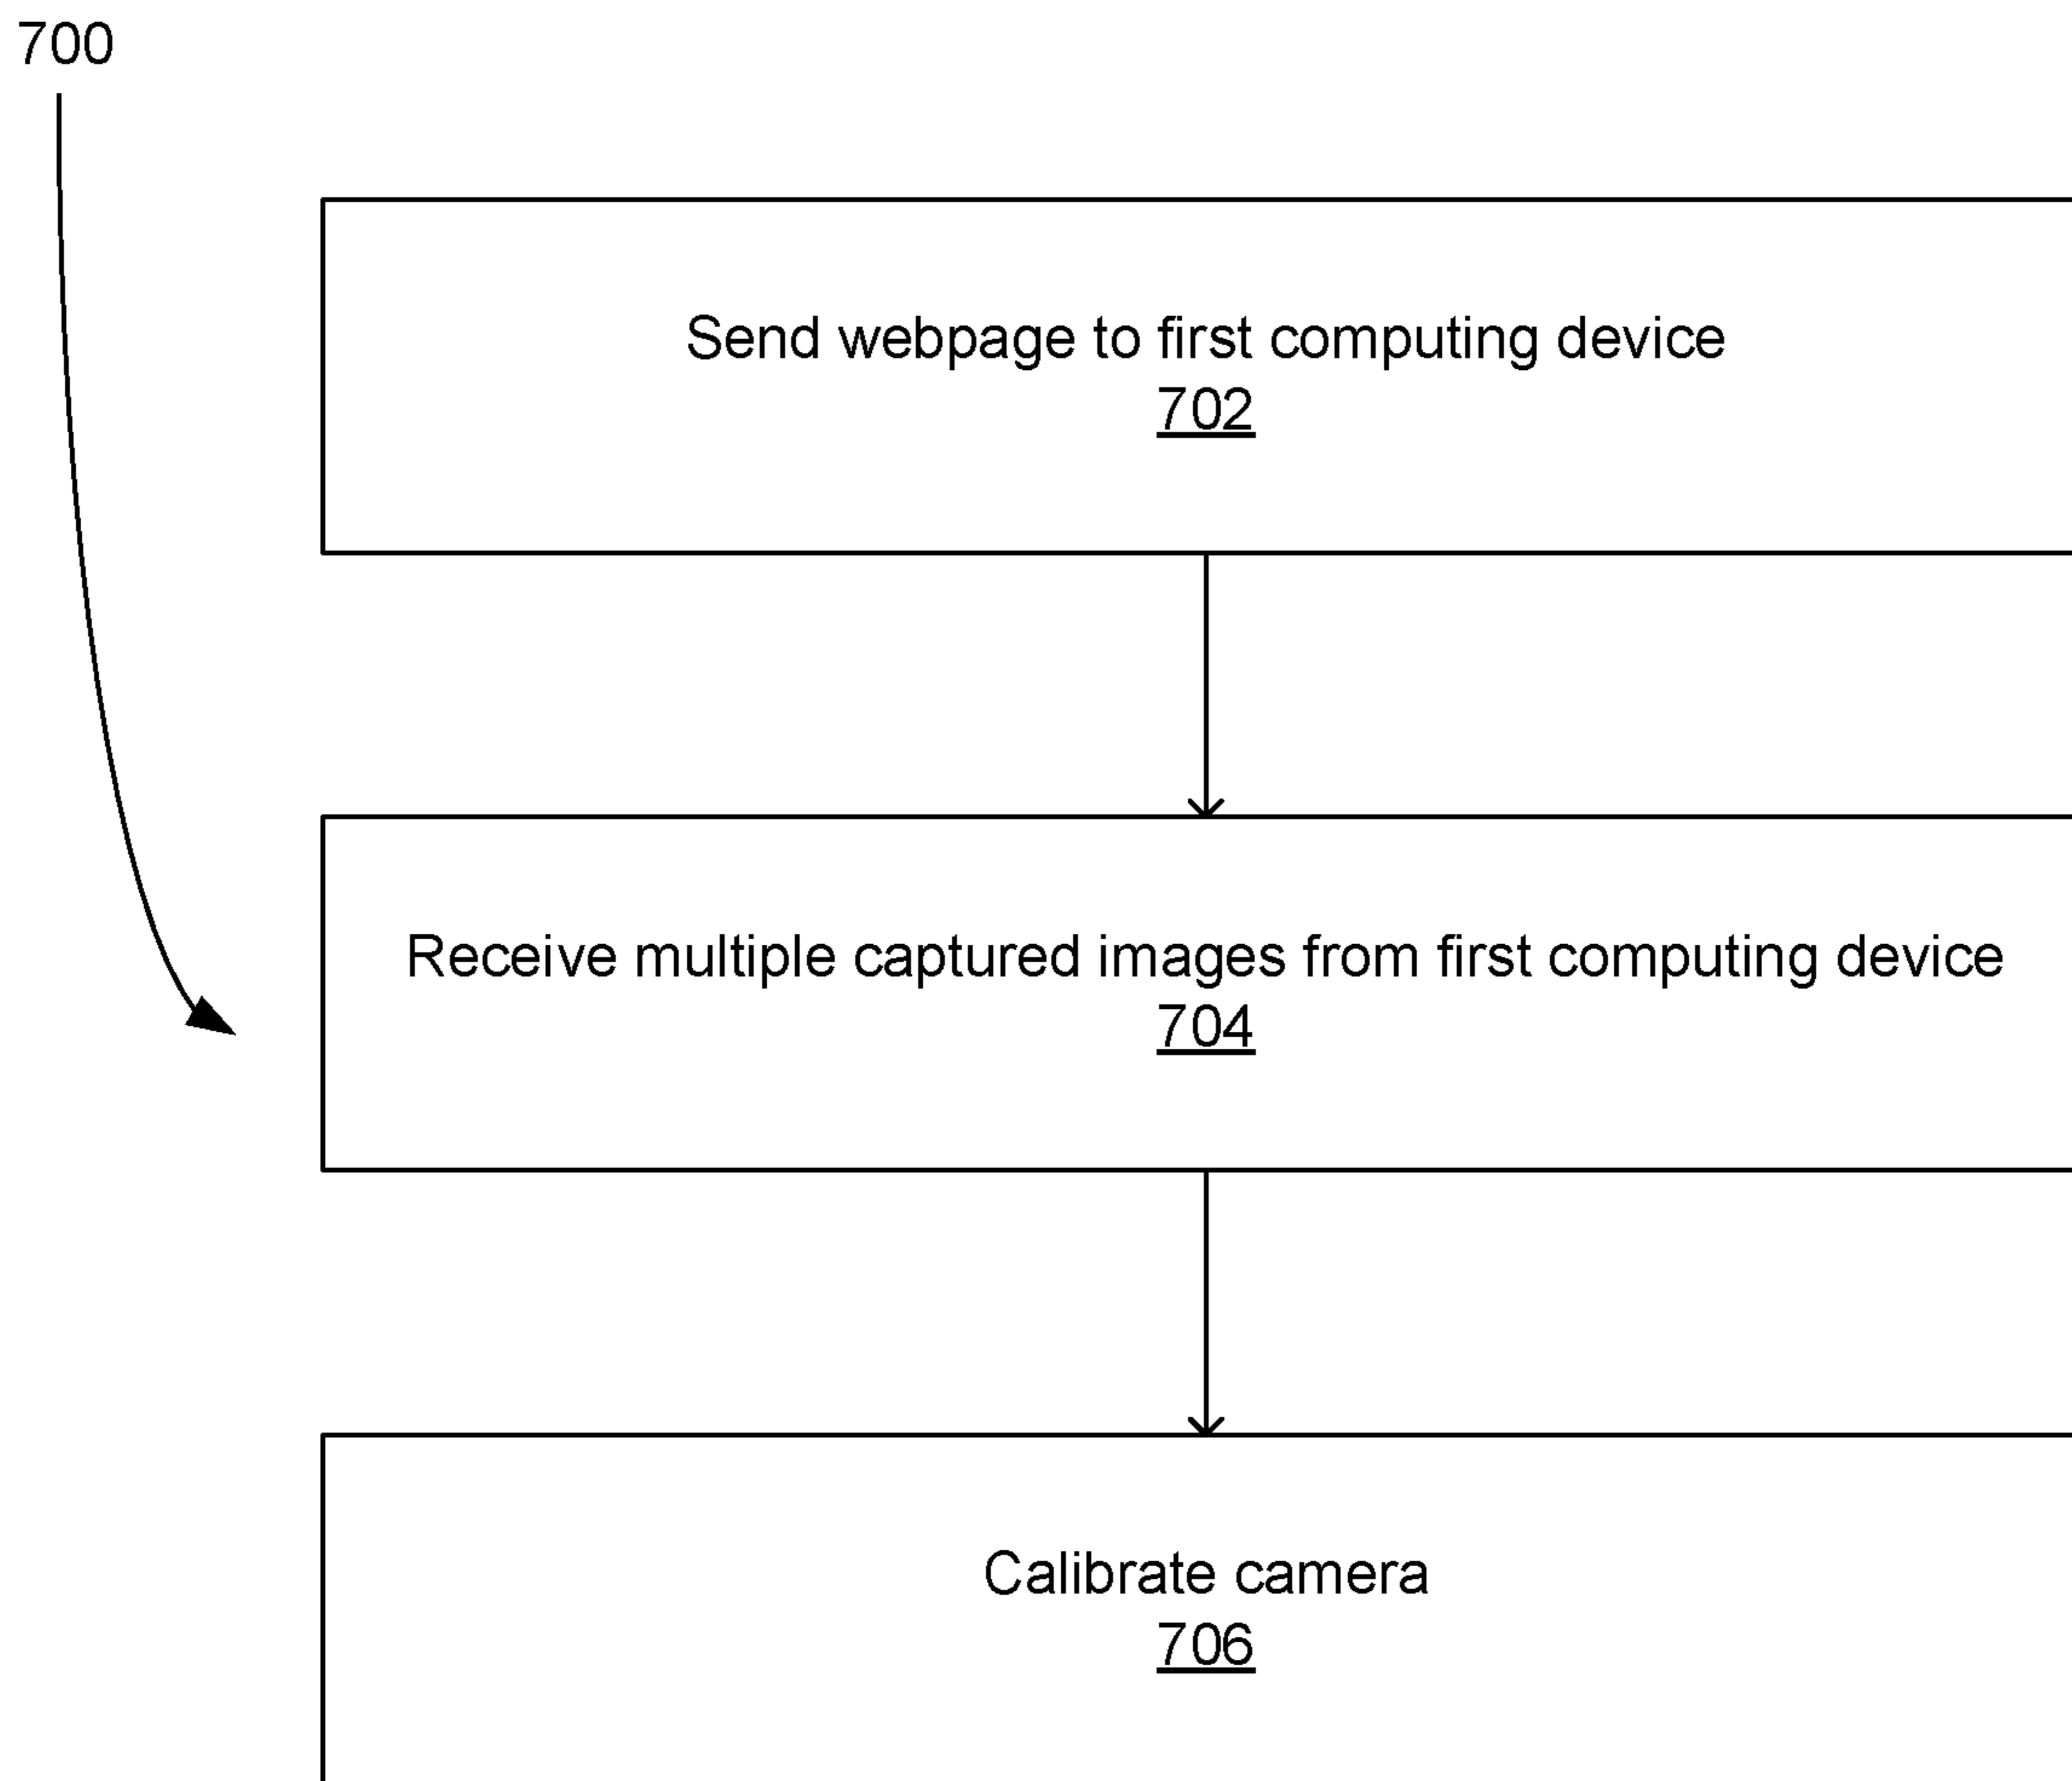 700
Send webpage to first computing device
702
Receive multiple captured images from first computing device
704
Calibrate camera
706